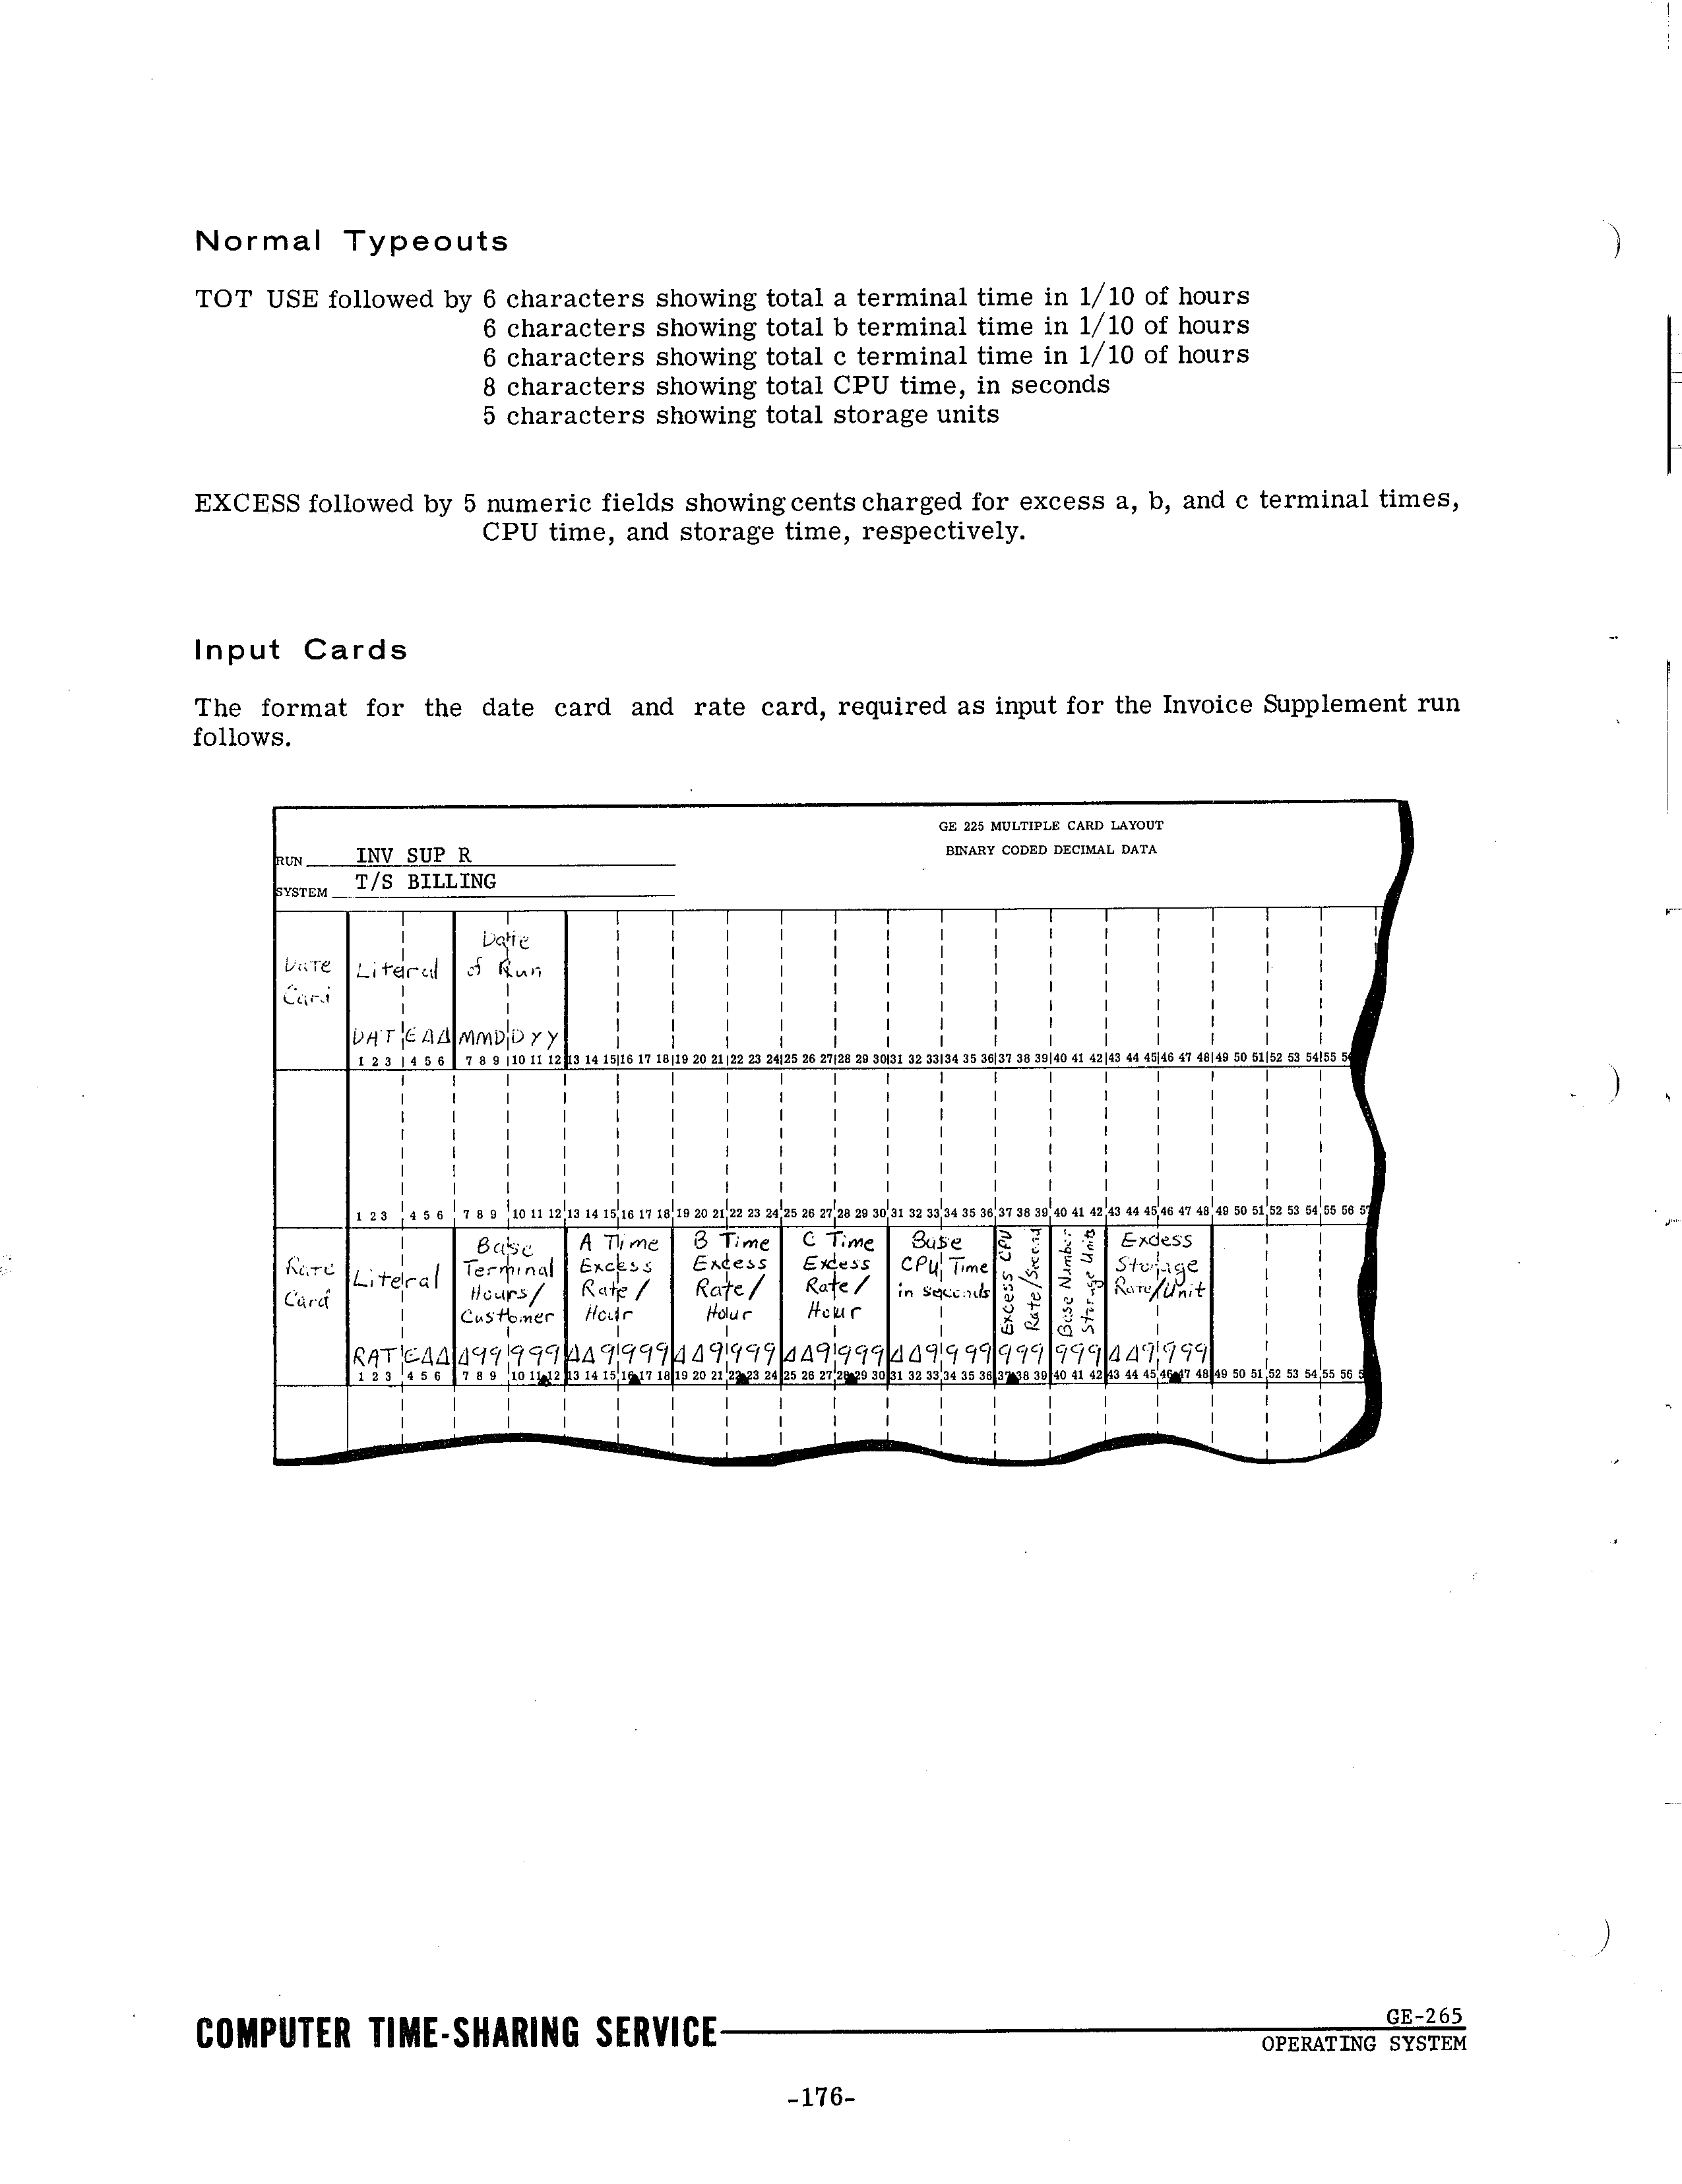 Normal Typeouts
TOT USE followed by 6 characters showing total a terminal time in 1/10 of hours
6 characters showing total b terminal time in 1/10 of hours
6 characters showing total c terminal time in 1/10 of hours
8 characters showing total CPU time, in seconds
5 characters showing total storage units
EXCESS followed by 5 numeric fields showing cents charged for excess a, b, and c terminal times,
CPU time, and storage time, respectively.
Input Cards
The format for the date card and rate card, required as input for the Invoice Supplement run
follows.
GE 225 MULTIPLE CARD LAYOUT
BINARY CODED DECIMAL DATA
RUN INV SUP R
SYSTEM T/S BILLING
Date Card
Literal
Date of Run
DATEΔΔ MMDDYY
1 2 3 4 5 6 7 8 9 10 11 12 13 14 15 16 17 18 19 20 21 22 23 24 25 26 27 28 29 30 31 32 33 34 35 36 37 38 39 40 41 42 43 44 45 46 47 48 49 50 51 52 53 54 55
1 2 3 4 5 6 7 8 9 10 11 12 13 14 15 16 17 18 19 20 21 22 23 24 25 26 27 28 29 30 31 32 33 34 35 36 37 38 39 40 41 42 43 44 45 46 47 48 49 50 51 52 53 54 55 56 57
Rate Card
Literal
Base Terminal Hours/ Customer
A Time Excess Rate/ Hour
B Time Excess Rate/ Hour
C Time Excess Rate/ Hour
Base CPU Time in seconds
Excess CPU Rate/Second
Base Number Storage Units
Excess Storage Rate/Unit
RATEΔΔ Δ99999 ΔΔ9999 ΔΔ9999 ΔΔ9999 ΔΔ9999 999 999 ΔΔ9999
1 2 3 4 5 6 7 8 9 10 11 12 13 14 15 16 17 18 19 20 21 22 23 24 25 26 27 28 29 30 31 32 33 34 35 36 37 38 39 40 41 42 43 44 45 46 47 48 49 50 51 52 53 54 55 56
COMPUTER TIME-SHARING SERVICE
GE-265
OPERATING SYSTEM
-176-